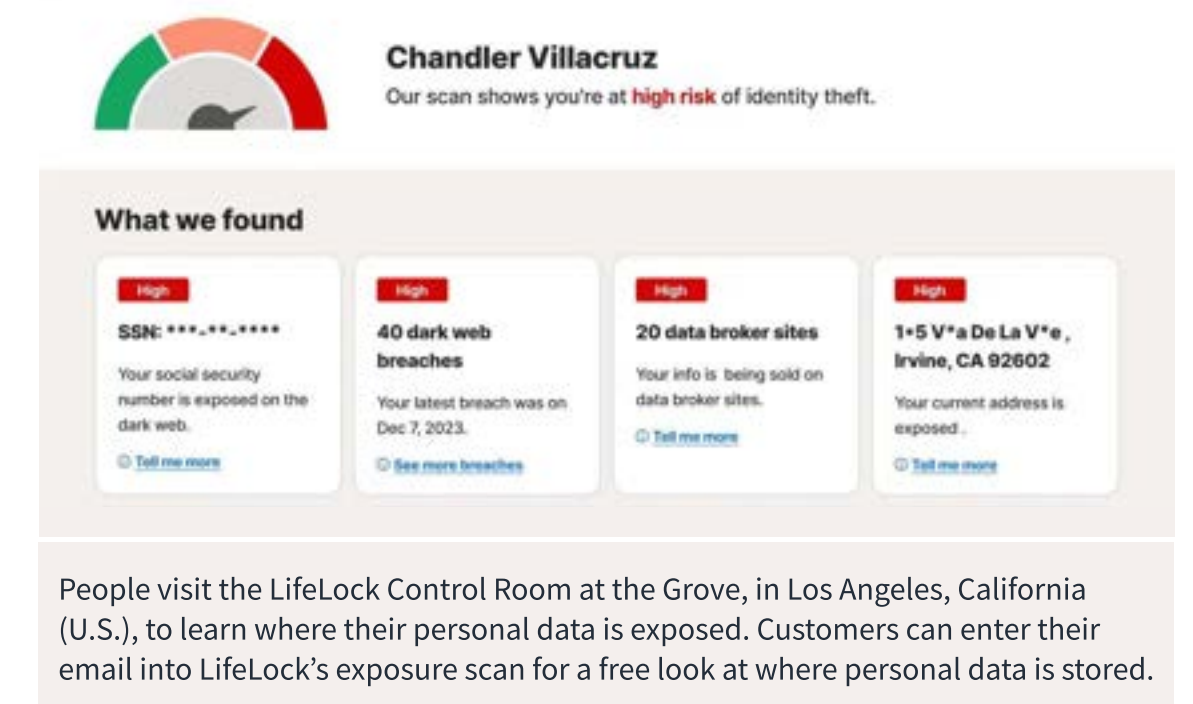 Chandler Villacruz
Our scan shows you're at high risk of identity theft.
What we found
High
SSN: ***-**-****
Your social security
number is exposed on the
dark web.
Tell me more
High
40 dark web
breaches
Your latest breach was on
Dec 7, 2023.
See more breaches
High
20 data broker sites
Your info is being sold on
data broker sites.
Tell me more
High
1*5 V*a De La V*e ,
Irvine, CA 92602
Your current address is
exposed .
Tell me more
People visit the LifeLock Control Room at the Grove, in Los Angeles, California
(U.S.), to learn where their personal data is exposed. Customers can enter their
email into LifeLock’s exposure scan for a free look at where personal data is stored.